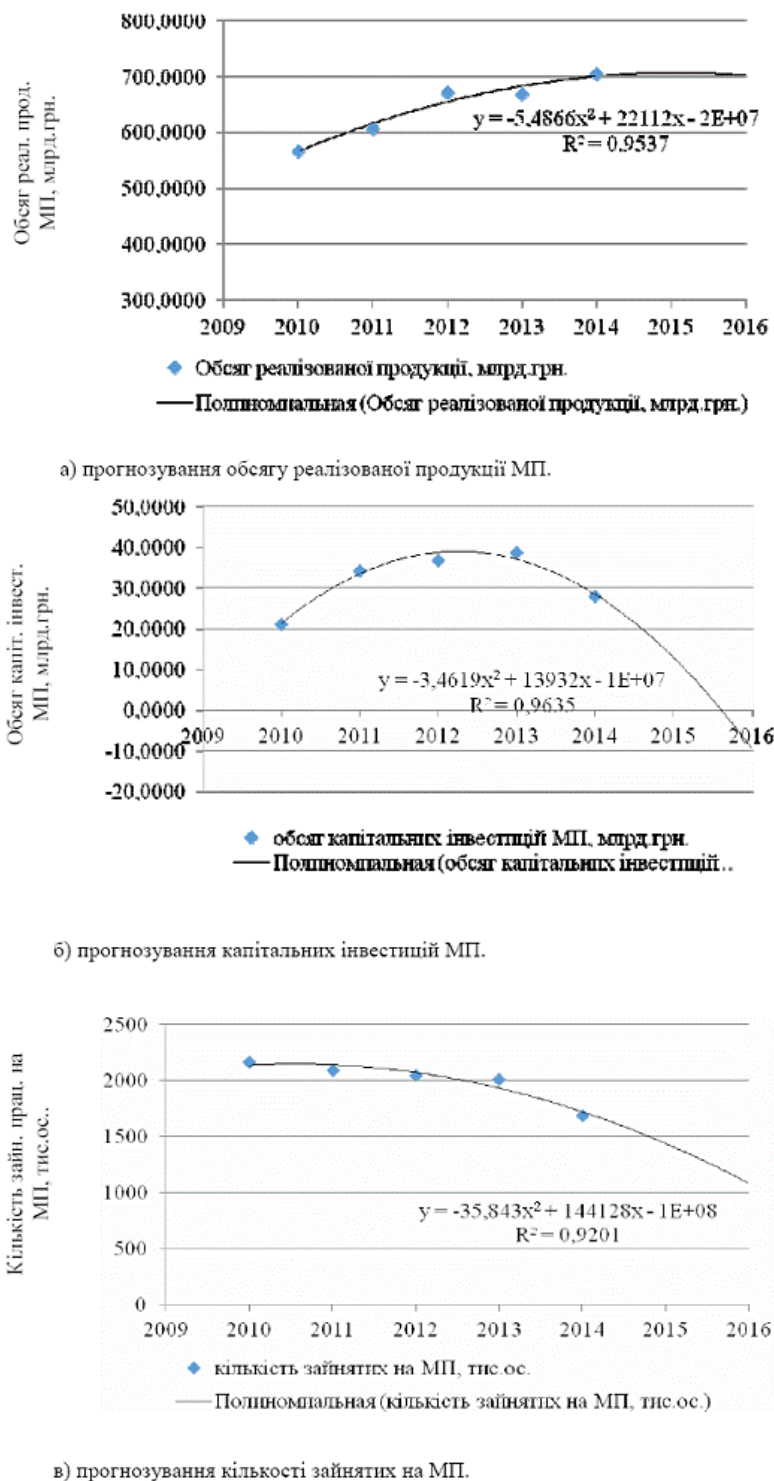 Обсяг реал. прод.
МП, млрд.грн.
800,0000
700,0000
600,0000
500,0000
400,0000
300,0000
y = -5,4866x² + 22112x - 2E+07
R² = 0,9537
2009 2010 2011 2012 2013 2014 2015 2016
Обсяг реалізованої продукції, млрд.грн.
Полиномиальная (Обсяг реалізованої продукції, млрд.грн.)
а) прогнозування обсягу реалізованої продукції МП.
Обсяг капіт. інвест.
МП, млрд.грн.
50,0000
40,0000
30,0000
20,0000
10,0000
0,0000
-10,0000
-20,0000
y = -3,4619x² + 13932x - 1E+07
R² = 0,9635
2009 2010 2011 2012 2013 2014 2015 2016
обсяг капітальних інвестицій МП, млрд.грн.
Полиномиальная (обсяг капітальних інвестицій ..
б) прогнозування капітальних інвестицій МП.
Кількість зайн. прац. на
МП, тис.ос..
2500
2000
1500
1000
500
0
y = -35,843x² + 144128x - 1E+08
R² = 0,9201
2009 2010 2011 2012 2013 2014 2015 2016
кількість зайнятих на МП, тис.ос.
Полиномиальная (кількість зайнятих на МП, тис.ос.)
в) прогнозування кількості зайнятих на МП.